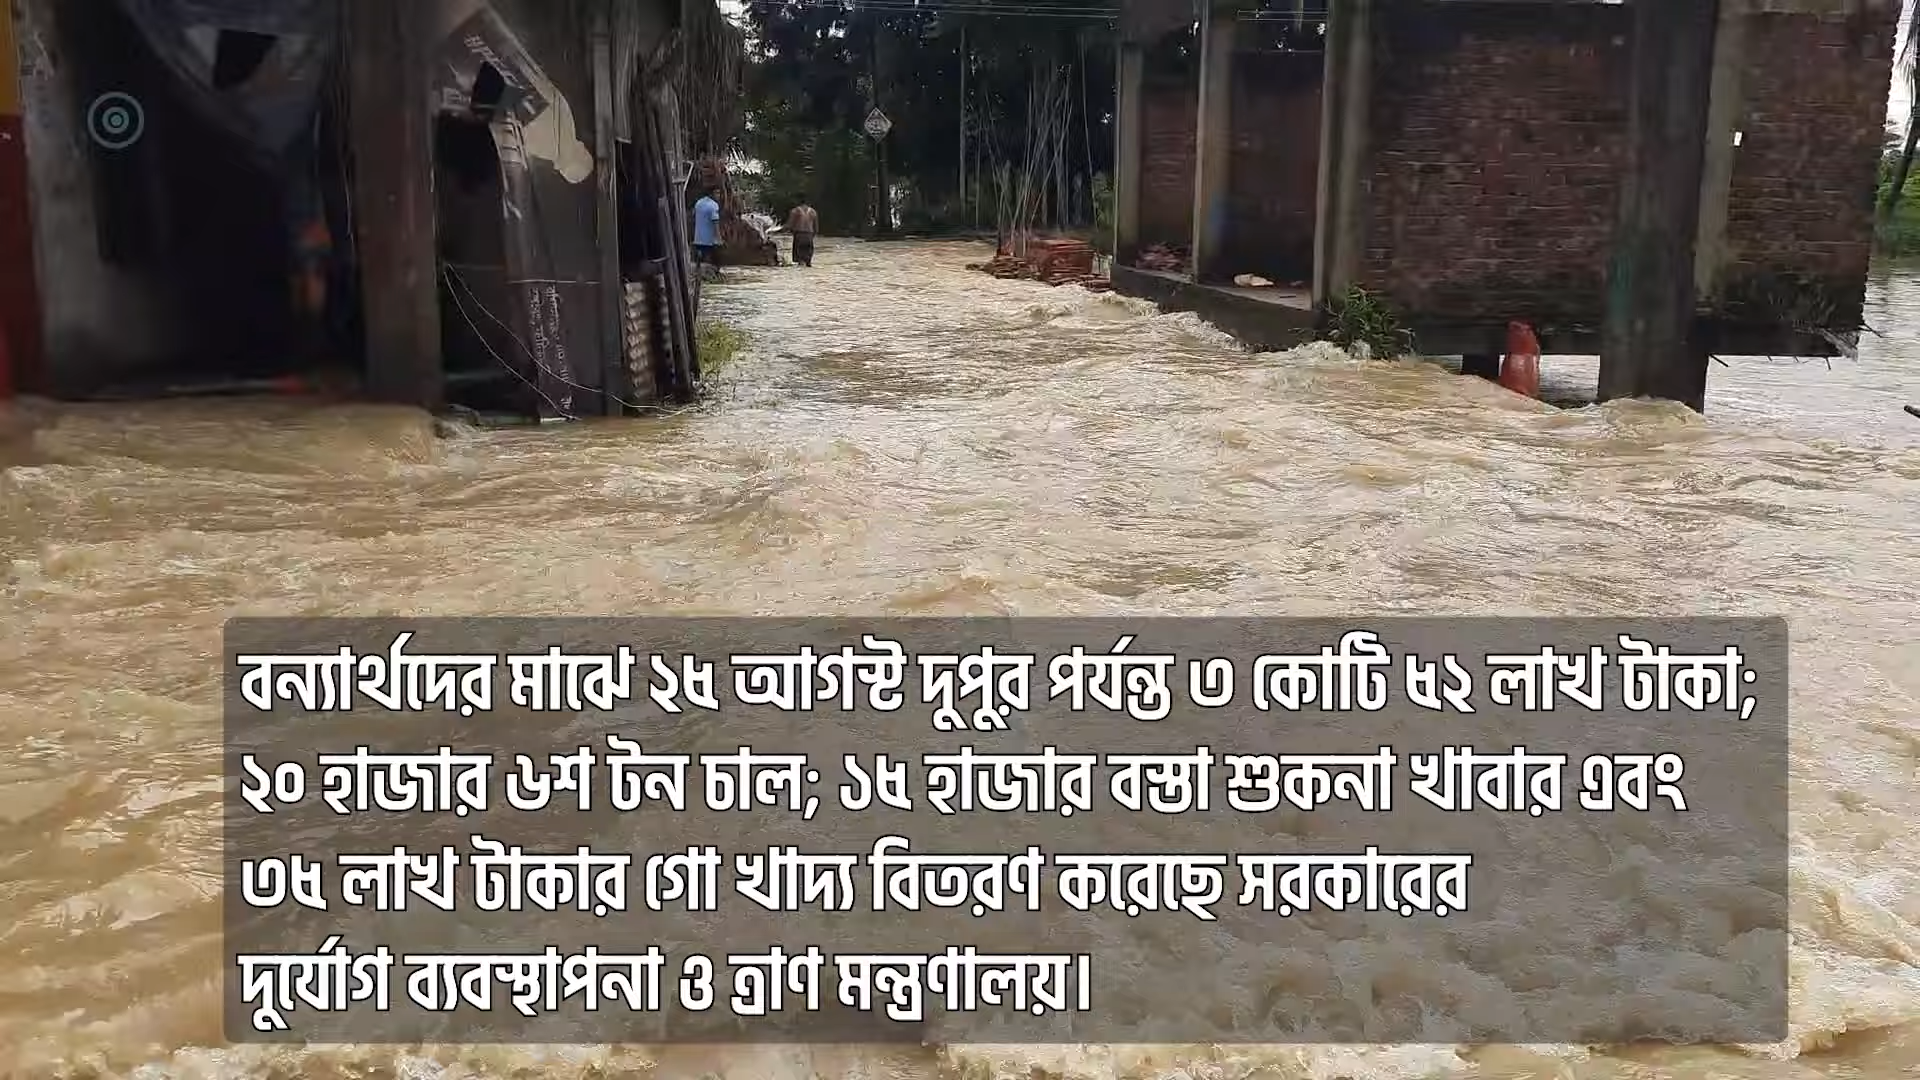 বন্যার্থদের মাঝে ২৫ আগস্ট দুপুর পর্যন্ত ৩ কোটি ৫২ লাখ টাকা;
২০ হাজার ৬শ টন চাল; ১৫ হাজার বস্তা শুকনা খাবার এবং
৩৫ লাখ টাকার গো খাদ্য বিতরণ করেছে সরকারের
দুর্যোগ ব্যবস্থাপনা ও ত্রাণ মন্ত্রণালয়।